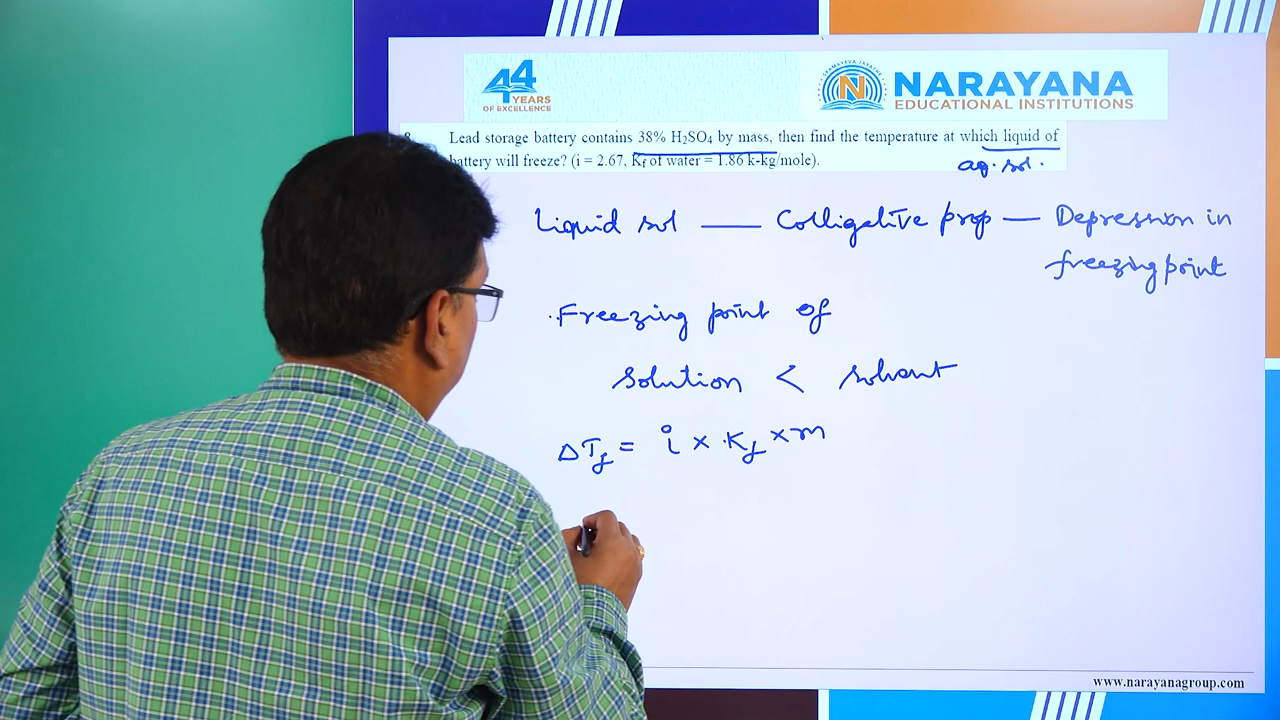 44
YEARS
OF EXCELLENCE
NARAYANA
EDUCATIONAL INSTITUTIONS
8. Lead storage battery contains 38% H₂SO₄ by mass, then find the temperature at which liquid of
battery will freeze? (i = 2.67, Kf of water = 1.86 k-kg/mole).
aq. sol.
Liquid sol — Colligative prop — Depression in
freezing point
Freezing point of
Solution < solvent
ΔTf = i × Kf × m
www.narayanagroup.com